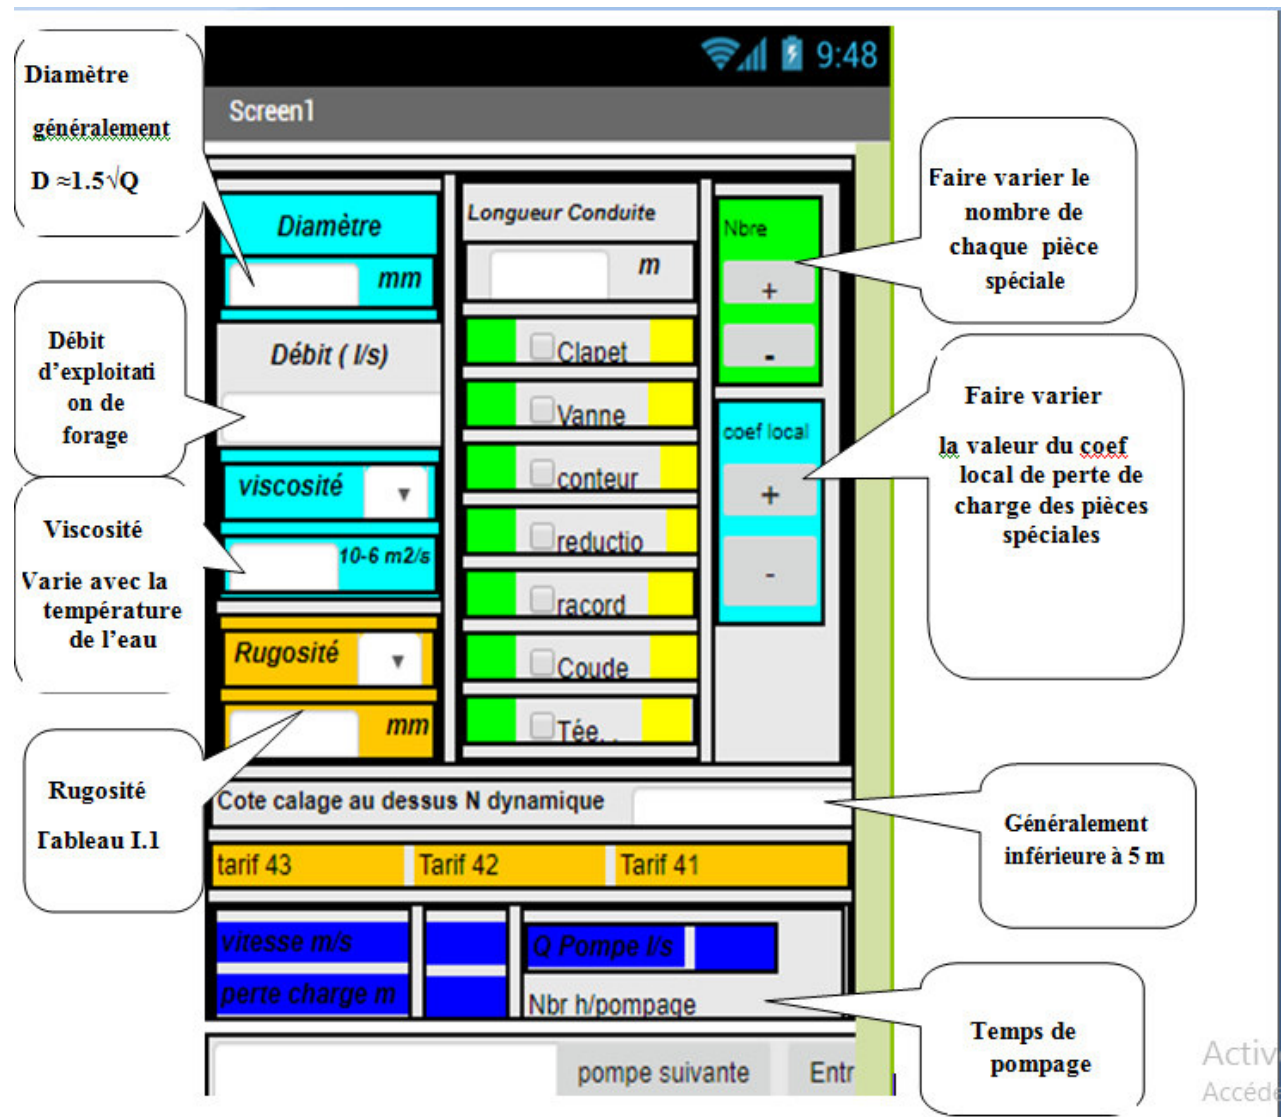 9:48
Screen1
Diamètre
généralement
D ≈1.5√Q
Débit
d'exploitati
on de
forage
Viscosité
Varie avec la
température
de l'eau
Rugosité
Tableau I.1
Diamètre
mm
Débit ( l/s)
viscosité
10-6 m2/s
Rugosité
mm
Longueur Conduite
m
Clapet
Vanne
conteur
reductio
racord
Coude
Tée. .
Nbre
+
-
coef local
+
-
Faire varier le
nombre de
chaque pièce
spéciale
Faire varier
la valeur du coef
local de perte de
charge des pièces
spéciales
Cote calage au dessus N dynamique
Généralement
inférieure à 5 m
tarif 43 Tarif 42 Tarif 41
vitesse m/s
perte charge m
Q Pompe l/s
Nbr h/pompage
Temps de
pompage
pompe suivante Entr
Activ
Accéde